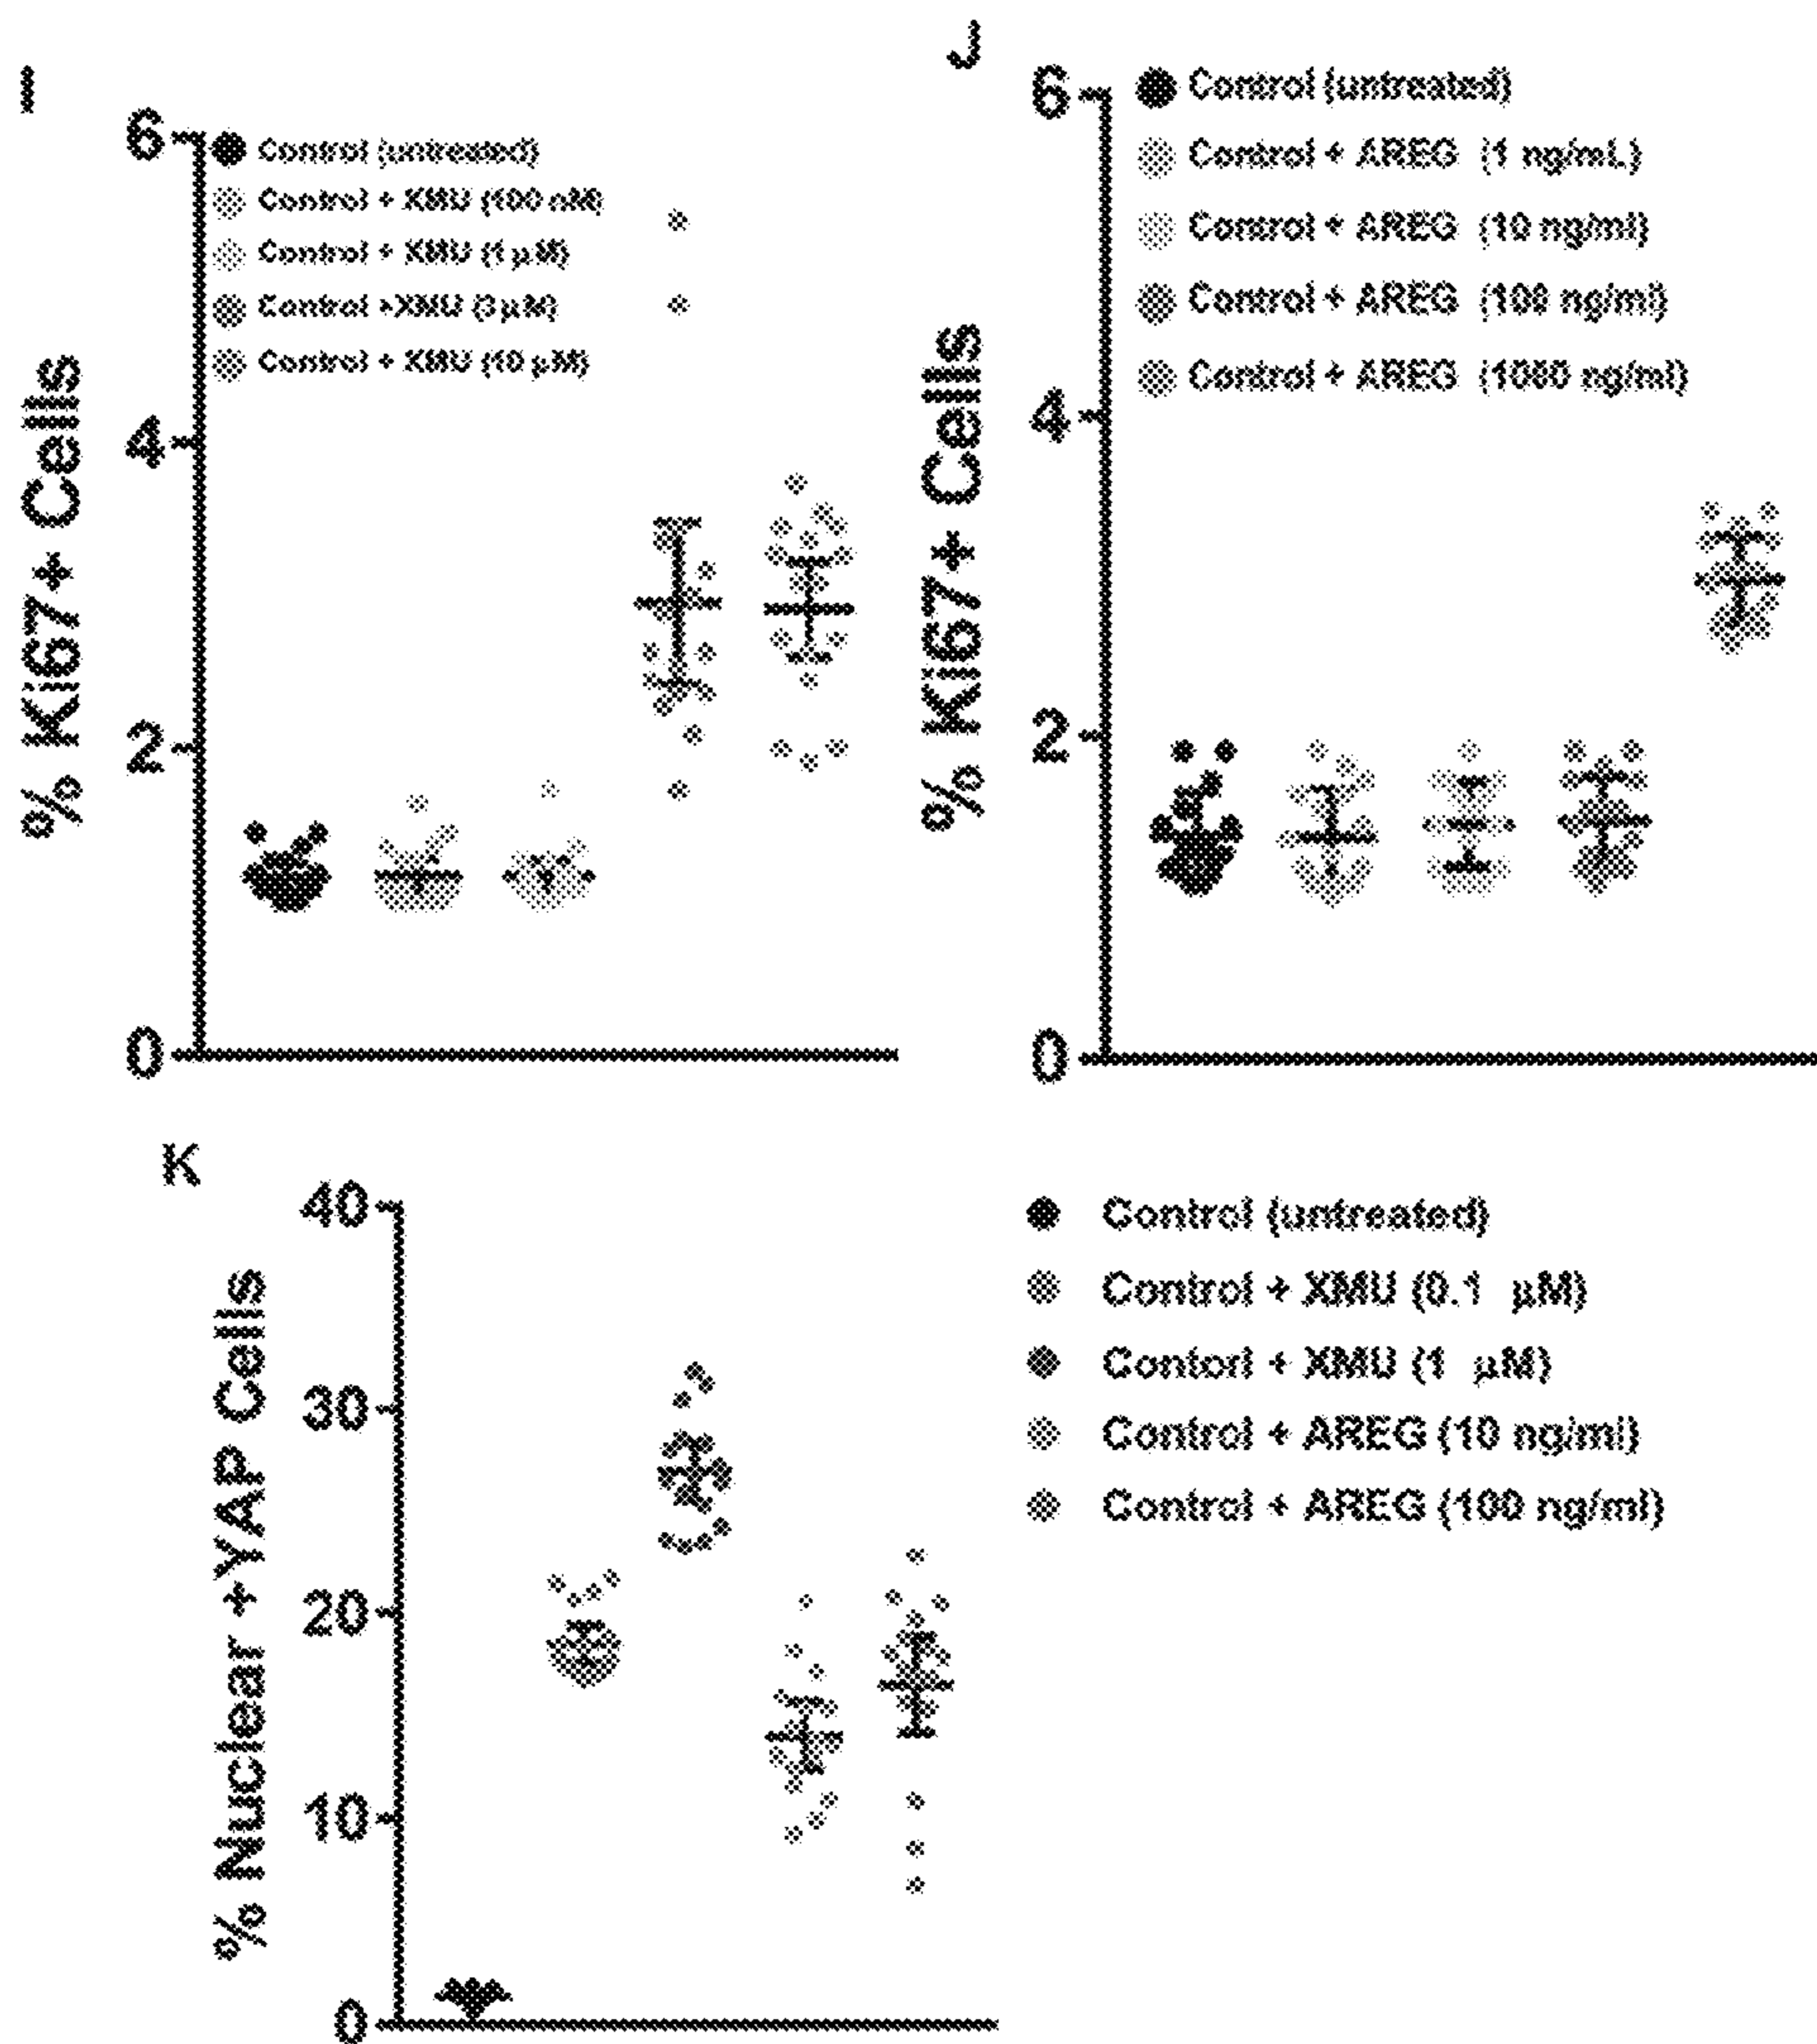 I
6
4
2
0
% Ki67+ Cells
Control (untreated)
Control + XMU (100 nM)
Control + XMU (1 µM)
Control +XMU (3 µM)
Control + XMU (10 µM)
J
6
4
2
0
% Ki67+ Cells
Control (untreated)
Control + AREG (1 ng/mL)
Control + AREG (10 ng/ml)
Control + AREG (100 ng/ml)
Control + AREG (1000 ng/ml)
K
40
30
20
10
0
% Nuclear +YAP Cells
Control (untreated)
Control + XMU (0.1 µM)
Contorl + XMU (1 µM)
Control + AREG (10 ng/ml)
Control + AREG (100 ng/ml)